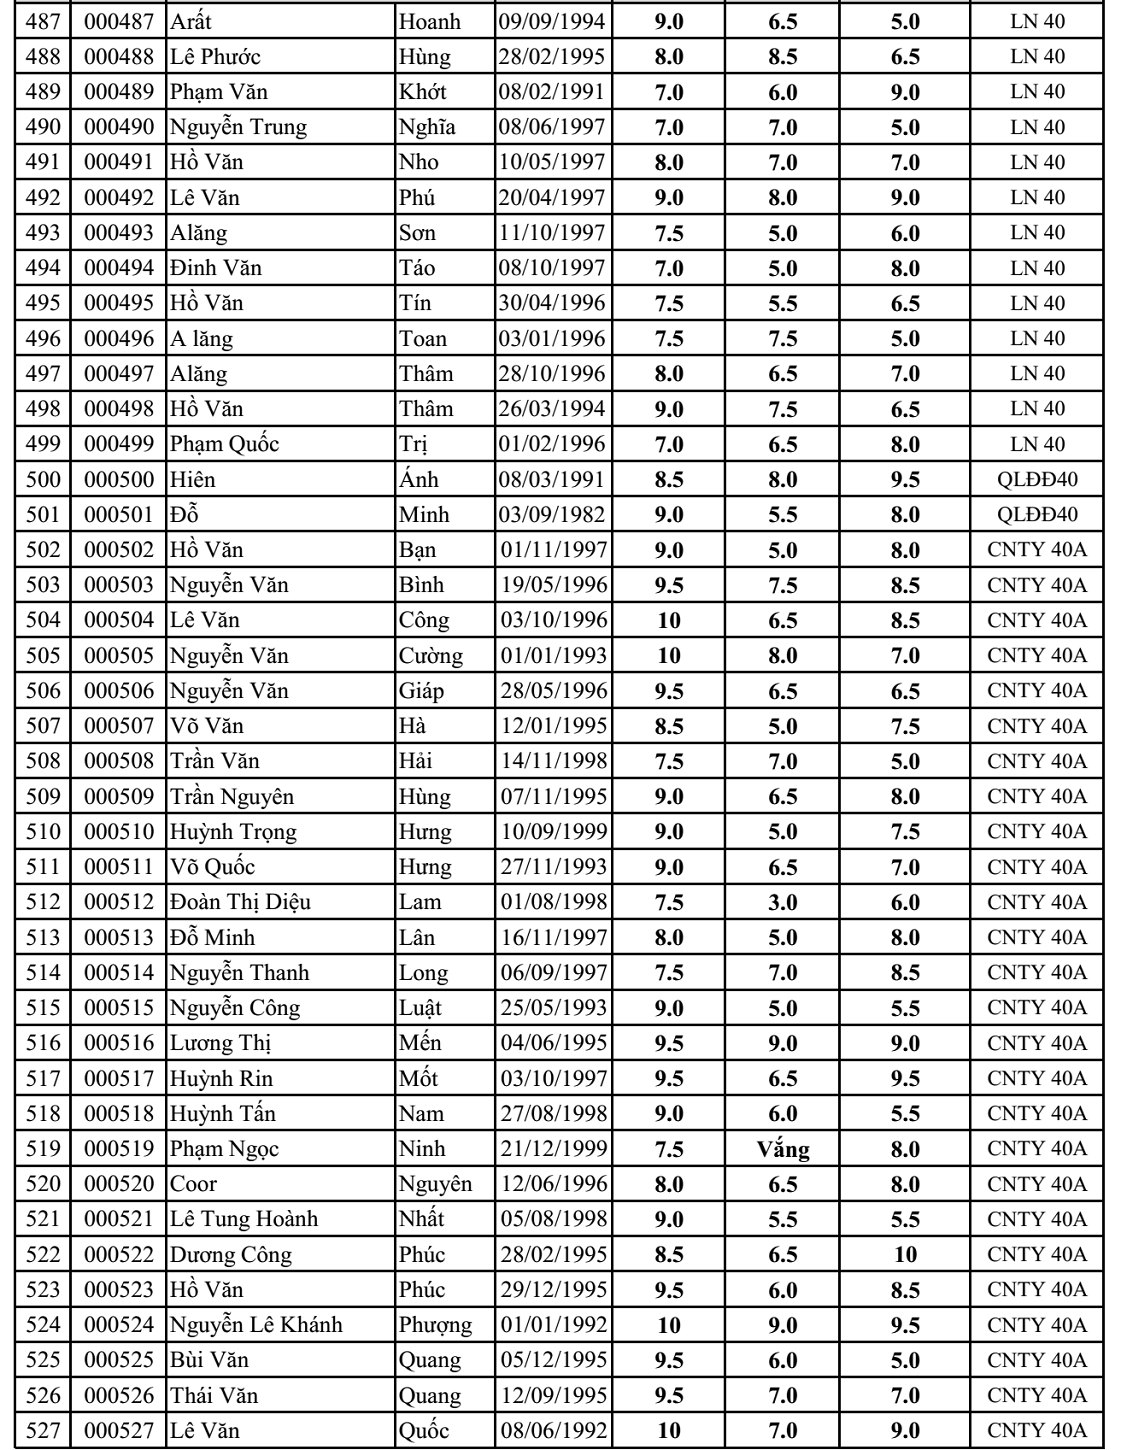 487 000487 Arất Hoanh 09/09/1994 9.0 6.5 5.0 LN 40
488 000488 Lê Phước Hùng 28/02/1995 8.0 8.5 6.5 LN 40
489 000489 Phạm Văn Khớt 08/02/1991 7.0 6.0 9.0 LN 40
490 000490 Nguyễn Trung Nghĩa 08/06/1997 7.0 7.0 5.0 LN 40
491 000491 Hồ Văn Nho 10/05/1997 8.0 7.0 7.0 LN 40
492 000492 Lê Văn Phú 20/04/1997 9.0 8.0 9.0 LN 40
493 000493 Alăng Sơn 11/10/1997 7.5 5.0 6.0 LN 40
494 000494 Đinh Văn Táo 08/10/1997 7.0 5.0 8.0 LN 40
495 000495 Hồ Văn Tín 30/04/1996 7.5 5.5 6.5 LN 40
496 000496 A lăng Toan 03/01/1996 7.5 7.5 5.0 LN 40
497 000497 Alăng Thâm 28/10/1996 8.0 6.5 7.0 LN 40
498 000498 Hồ Văn Thâm 26/03/1994 9.0 7.5 6.5 LN 40
499 000499 Phạm Quốc Trị 01/02/1996 7.0 6.5 8.0 LN 40
500 000500 Hiên Ánh 08/03/1991 8.5 8.0 9.5 QLĐĐ40
501 000501 Đỗ Minh 03/09/1982 9.0 5.5 8.0 QLĐĐ40
502 000502 Hồ Văn Bạn 01/11/1997 9.0 5.0 8.0 CNTY 40A
503 000503 Nguyễn Văn Bình 19/05/1996 9.5 7.5 8.5 CNTY 40A
504 000504 Lê Văn Công 03/10/1996 10 6.5 8.5 CNTY 40A
505 000505 Nguyễn Văn Cường 01/01/1993 10 8.0 7.0 CNTY 40A
506 000506 Nguyễn Văn Giáp 28/05/1996 9.5 6.5 6.5 CNTY 40A
507 000507 Võ Văn Hà 12/01/1995 8.5 5.0 7.5 CNTY 40A
508 000508 Trần Văn Hải 14/11/1998 7.5 7.0 5.0 CNTY 40A
509 000509 Trần Nguyên Hùng 07/11/1995 9.0 6.5 8.0 CNTY 40A
510 000510 Huỳnh Trọng Hưng 10/09/1999 9.0 5.0 7.5 CNTY 40A
511 000511 Võ Quốc Hưng 27/11/1993 9.0 6.5 7.0 CNTY 40A
512 000512 Đoàn Thị Diệu Lam 01/08/1998 7.5 3.0 6.0 CNTY 40A
513 000513 Đỗ Minh Lân 16/11/1997 8.0 5.0 8.0 CNTY 40A
514 000514 Nguyễn Thanh Long 06/09/1997 7.5 7.0 8.5 CNTY 40A
515 000515 Nguyễn Công Luật 25/05/1993 9.0 5.0 5.5 CNTY 40A
516 000516 Lương Thị Mến 04/06/1995 9.5 9.0 9.0 CNTY 40A
517 000517 Huỳnh Rin Mốt 03/10/1997 9.5 6.5 9.5 CNTY 40A
518 000518 Huỳnh Tấn Nam 27/08/1998 9.0 6.0 5.5 CNTY 40A
519 000519 Phạm Ngọc Ninh 21/12/1999 7.5 Vắng 8.0 CNTY 40A
520 000520 Coor Nguyên 12/06/1996 8.0 6.5 8.0 CNTY 40A
521 000521 Lê Tung Hoành Nhất 05/08/1998 9.0 5.5 5.5 CNTY 40A
522 000522 Dương Công Phúc 28/02/1995 8.5 6.5 10 CNTY 40A
523 000523 Hồ Văn Phúc 29/12/1995 9.5 6.0 8.5 CNTY 40A
524 000524 Nguyễn Lê Khánh Phượng 01/01/1992 10 9.0 9.5 CNTY 40A
525 000525 Bùi Văn Quang 05/12/1995 9.5 6.0 5.0 CNTY 40A
526 000526 Thái Văn Quang 12/09/1995 9.5 7.0 7.0 CNTY 40A
527 000527 Lê Văn Quốc 08/06/1992 10 7.0 9.0 CNTY 40A